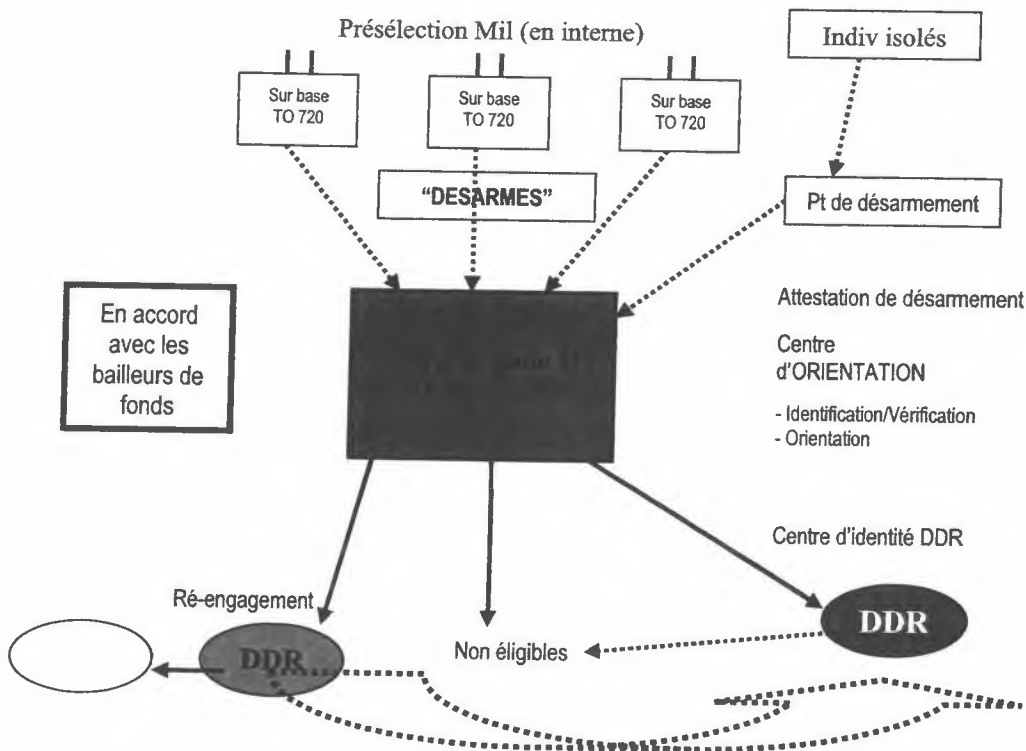 Présélection Mil (en interne)
Indiv isolés
Sur base
TO 720
Sur base
TO 720
Sur base
TO 720
“DESARMES”
Pt de désarmement
En accord
avec les
bailleurs de
fonds
Attestation de désarmement
Centre
d'ORIENTATION
- Identification/Vérification
- Orientation
Centre d'identité DDR
Ré-engagement
DDR
Non éligibles
DDR